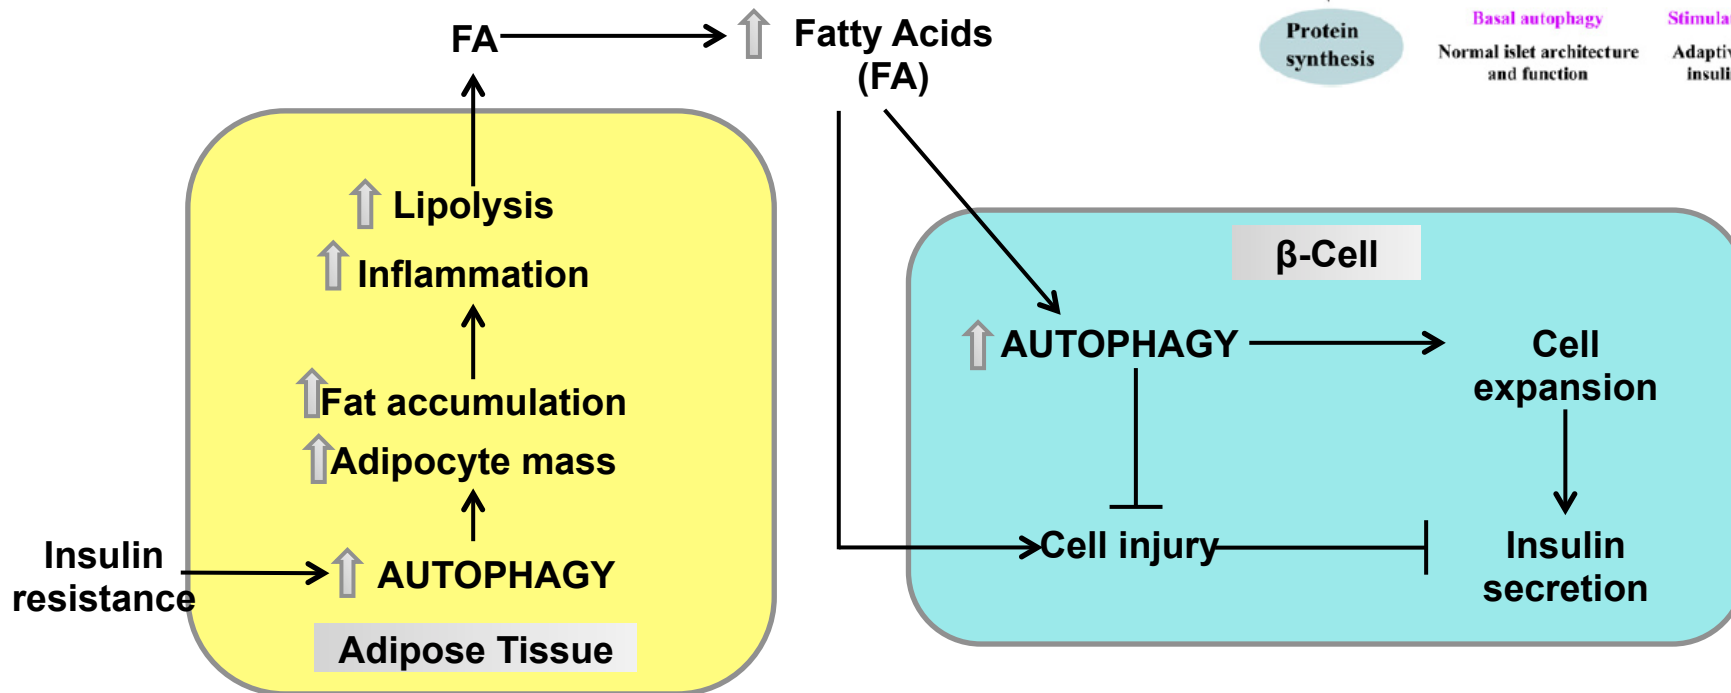 FA
Fatty Acids
(FA)
Protein
synthesis
Basal autophagy
Normal islet architecture
and function
Lipolysis
Inflammation
Fat accumulation
Adipocyte mass
Insulin
resistance
AUTOPHAGY
Adipose Tissue
β-Cell
AUTOPHAGY
Cell
expansion
Cell injury
Insulin
secretion